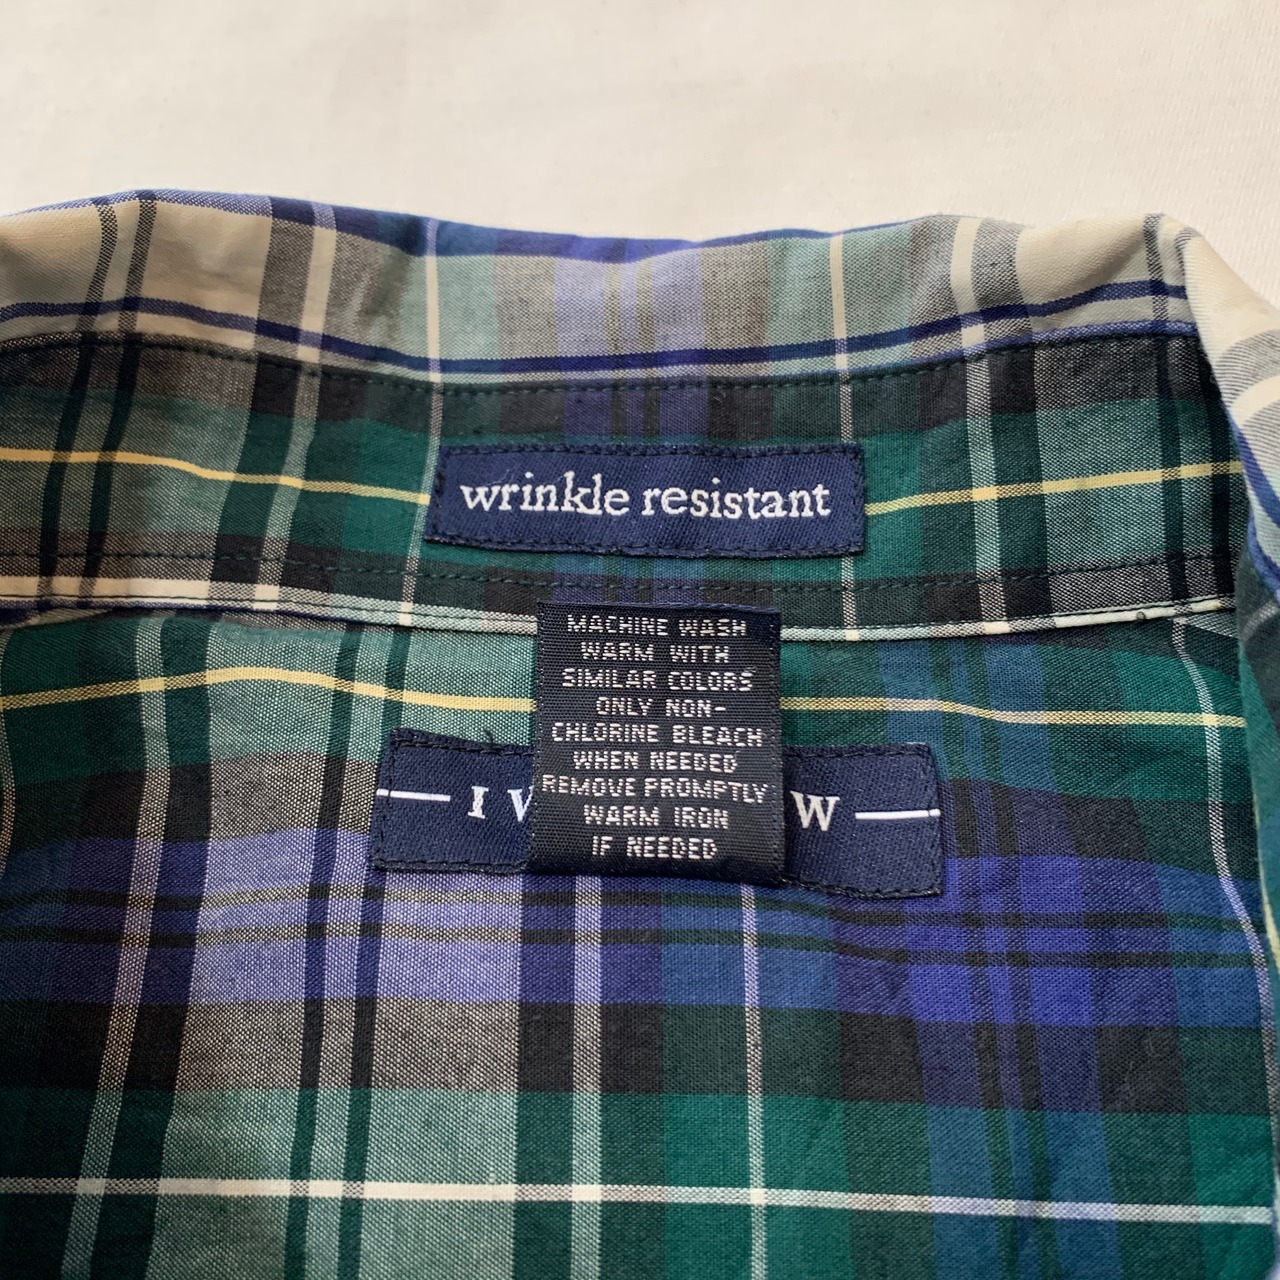 wrinkle resistant
MACHINE WASH
WARM WITH
SIMILAR COLORS
ONLY NON-
CHLORINE BLEACH
WHEN NEEDED
REMOVE PROMPTLY
WARM IRON
IF NEEDED